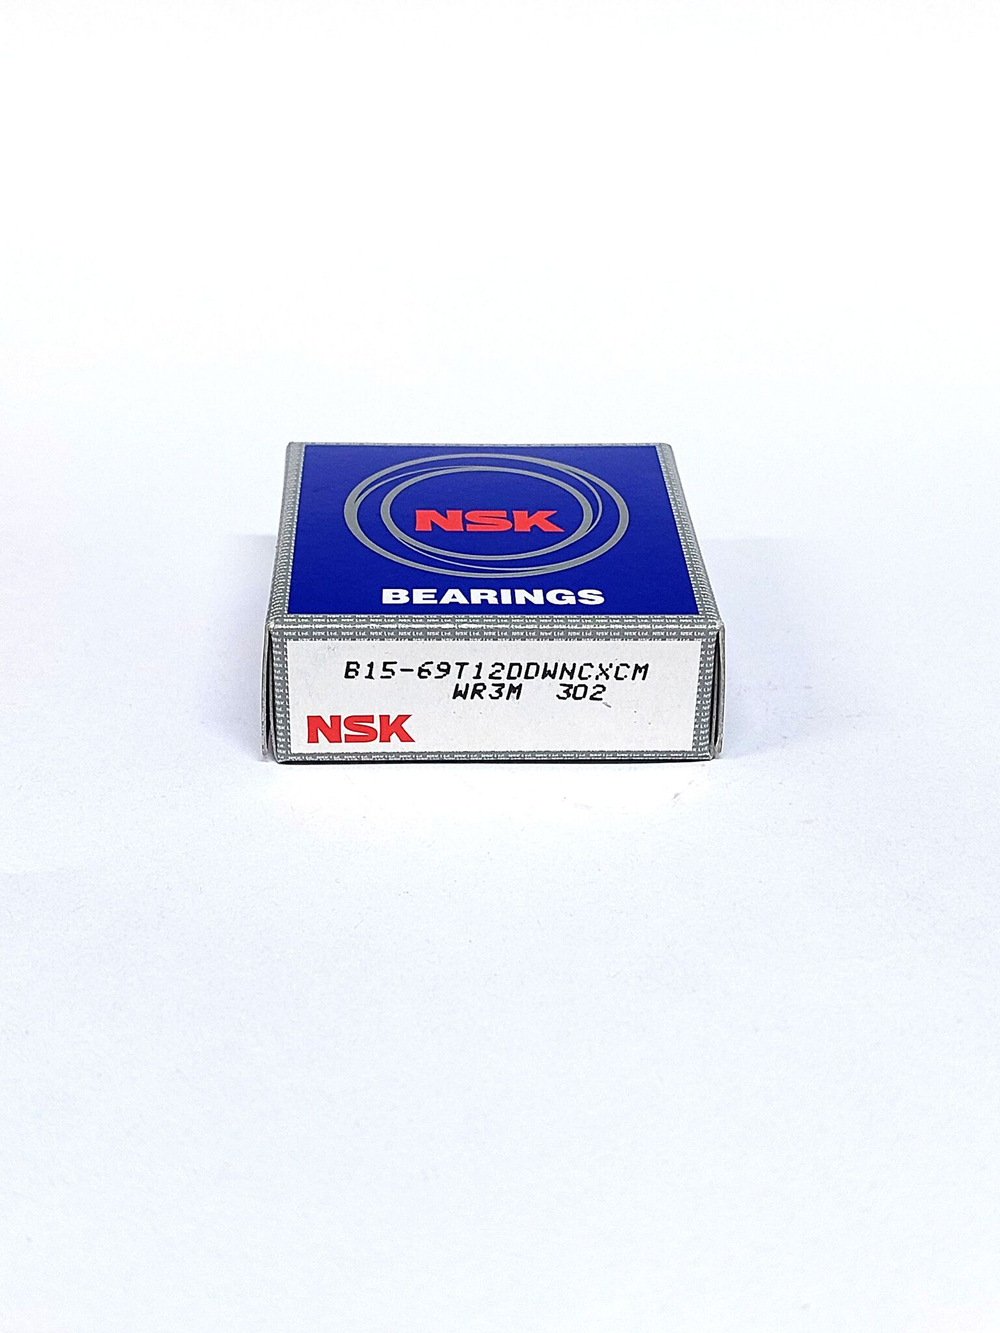 NSK
BEARINGS
B15-69T12DDWNCXCM
WR3M 302
NSK